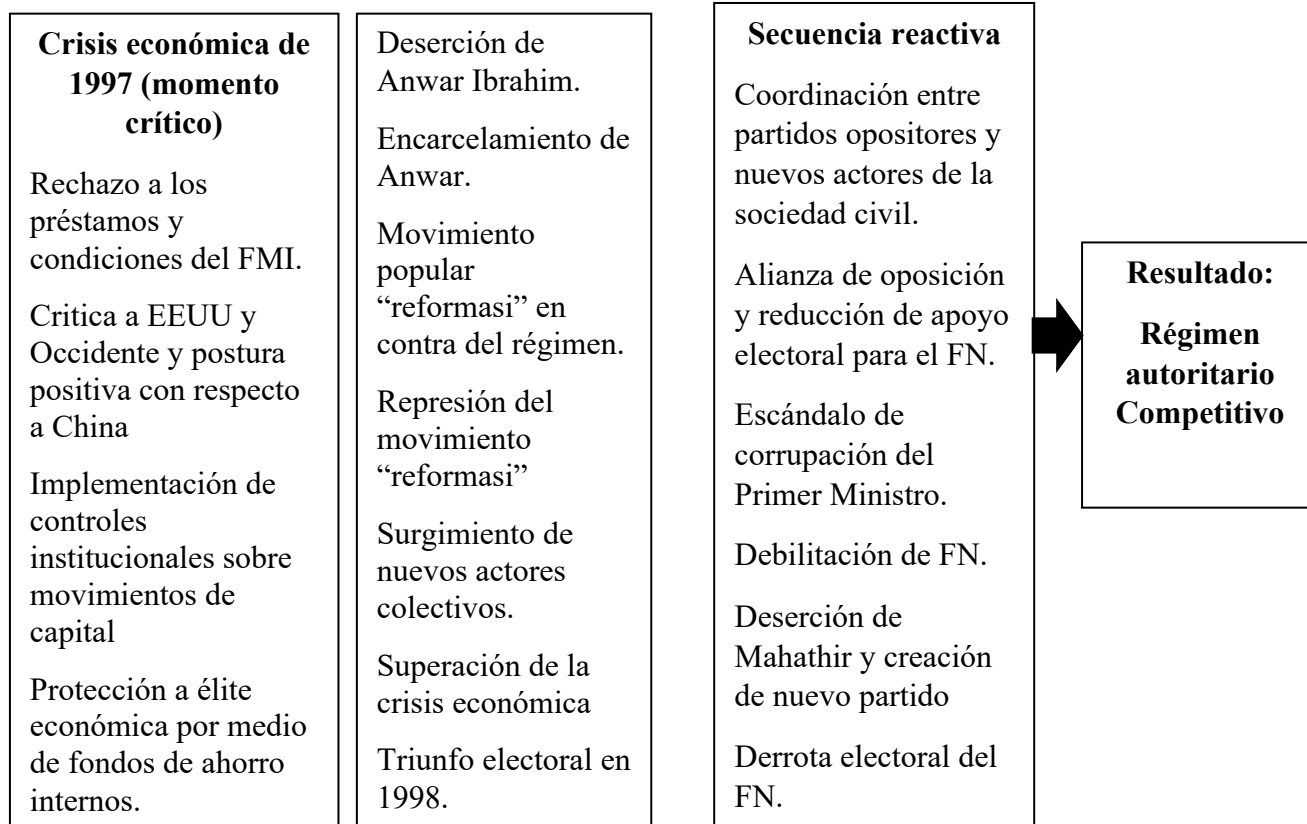 Crisis económica de
1997 (momento
crítico)
Rechazo a los
préstamos y
condiciones del FMI.
Critica a EEUU y
Occidente y postura
positiva con respecto
a China
Implementación de
controles
institucionales sobre
movimientos de
capital
Protección a élite
económica por medio
de fondos de ahorro
internos.
Deserción de
Anwar Ibrahim.
Encarcelamiento de
Anwar.
Movimiento
popular
“reformasi” en
contra del régimen.
Represión del
movimiento
“reformasi”
Surgimiento de
nuevos actores
colectivos.
Superación de la
crisis económica
Triunfo electoral en
1998.
Secuencia reactiva
Coordinación entre
partidos opositores y
nuevos actores de la
sociedad civil.
Alianza de oposición
y reducción de apoyo
electoral para el FN.
Escándalo de
corrupación del
Primer Ministro.
Debilitación de FN.
Deserción de
Mahathir y creación
de nuevo partido
Derrota electoral del
FN.
Resultado:
Régimen
autoritario
Competitivo